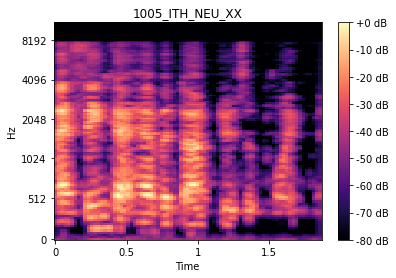 1005_ITH_NEU_XX
+0 dB
8192
-10 dB
4096
-20 dB
-30 dB
2048
Hz
-40 dB
1024
-50 dB
512
-60 dB
-70 dB
0
-80 dB
0 0.5 1 1.5
Time